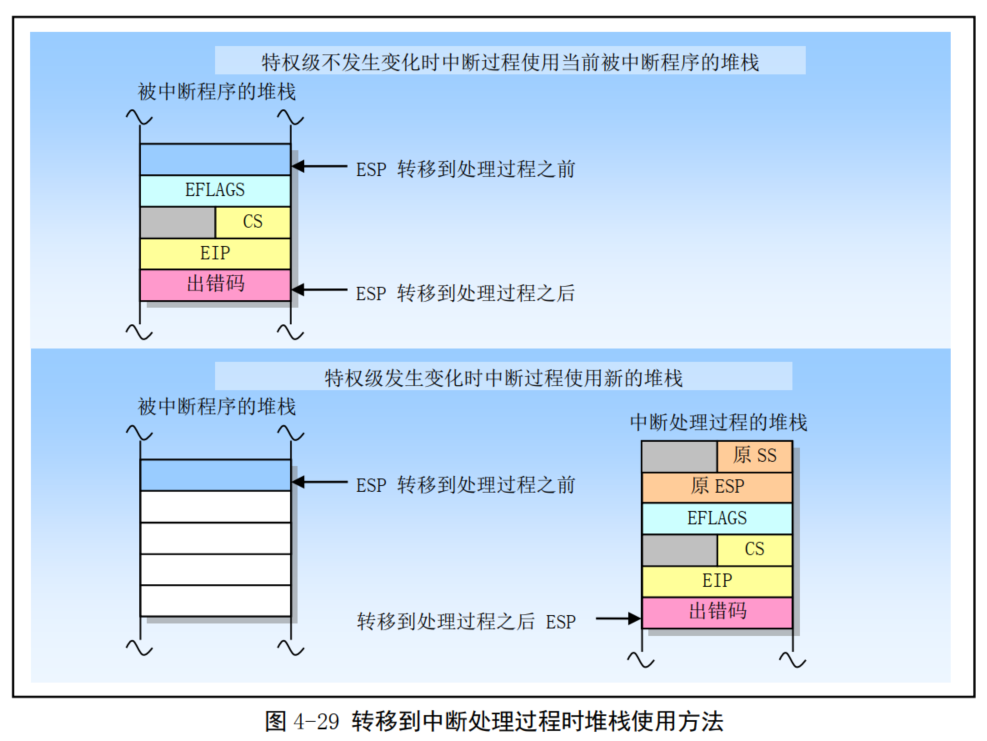 特权级不发生变化时中断过程使用当前被中断程序的堆栈
被中断程序的堆栈
ESP 转移到处理过程之前
EFLAGS
CS
EIP
出错码
ESP 转移到处理过程之后
特权级发生变化时中断过程使用新的堆栈
被中断程序的堆栈
中断处理过程的堆栈
ESP 转移到处理过程之前
原 SS
原 ESP
EFLAGS
CS
EIP
出错码
转移到处理过程之后 ESP
图 4-29 转移到中断处理过程时堆栈使用方法